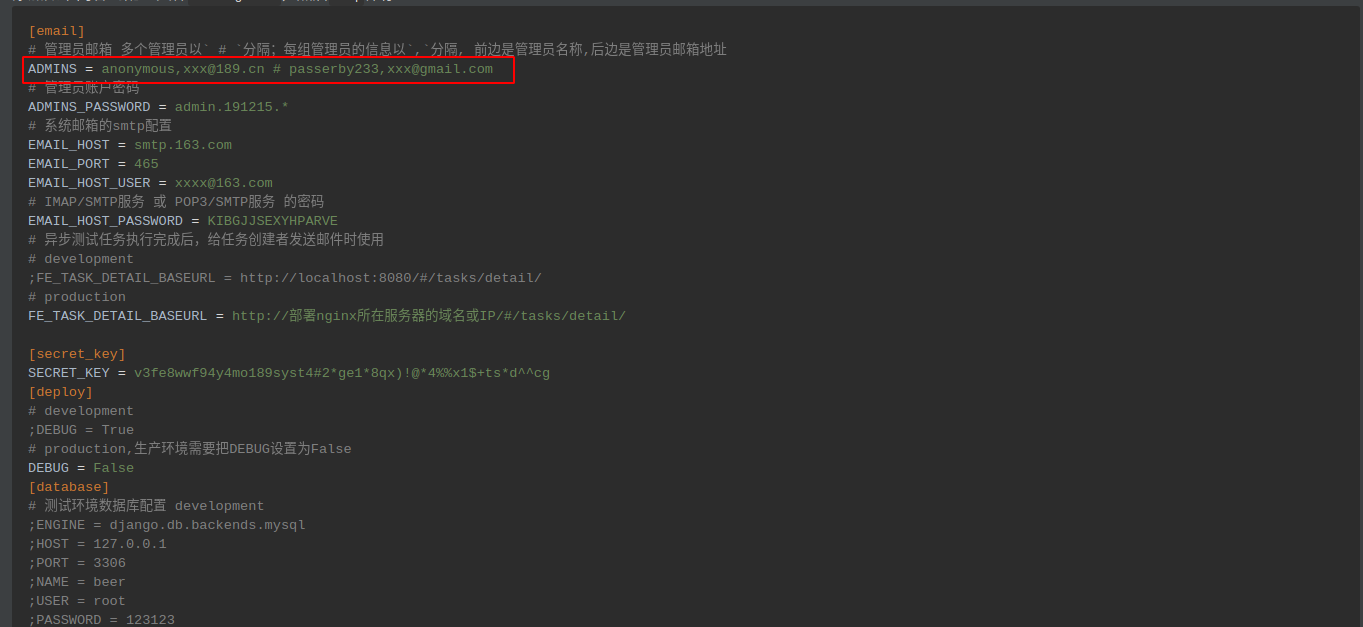 [email]
# 管理员邮箱 多个管理员以` # `分隔; 每组管理员的信息以`,`分隔, 前边是管理员名称,后边是管理员邮箱地址
ADMINS = anonymous,xxx@189.cn # passerby233,xxx@gmail.com
# 管理员账户密码
ADMINS_PASSWORD = admin.191215.*
# 系统邮箱的smtp配置
EMAIL_HOST = smtp.163.com
EMAIL_PORT = 465
EMAIL_HOST_USER = xxxx@163.com
# IMAP/SMTP服务 或 POP3/SMTP服务 的密码
EMAIL_HOST_PASSWORD = KIBGJJSEXYHPARVE
# 异步测试任务执行完成后, 给任务创建者发送邮件时使用
# development
;FE_TASK_DETAIL_BASEURL = http://localhost:8080/#/tasks/detail/
# production
FE_TASK_DETAIL_BASEURL = http://部署nginx所在服务器的域名或IP/#/tasks/detail/
[secret_key]
SECRET_KEY = v3fe8wwf94y4mo189syst4#2*ge1*8qx)!@*4%%x1$+ts*d^^cg
[deploy]
# development
;DEBUG = True
# production,生产环境需要把DEBUG设置为False
DEBUG = False
[database]
# 测试环境数据库配置 development
;ENGINE = django.db.backends.mysql
;HOST = 127.0.0.1
;PORT = 3306
;NAME = beer
;USER = root
;PASSWORD = 123123